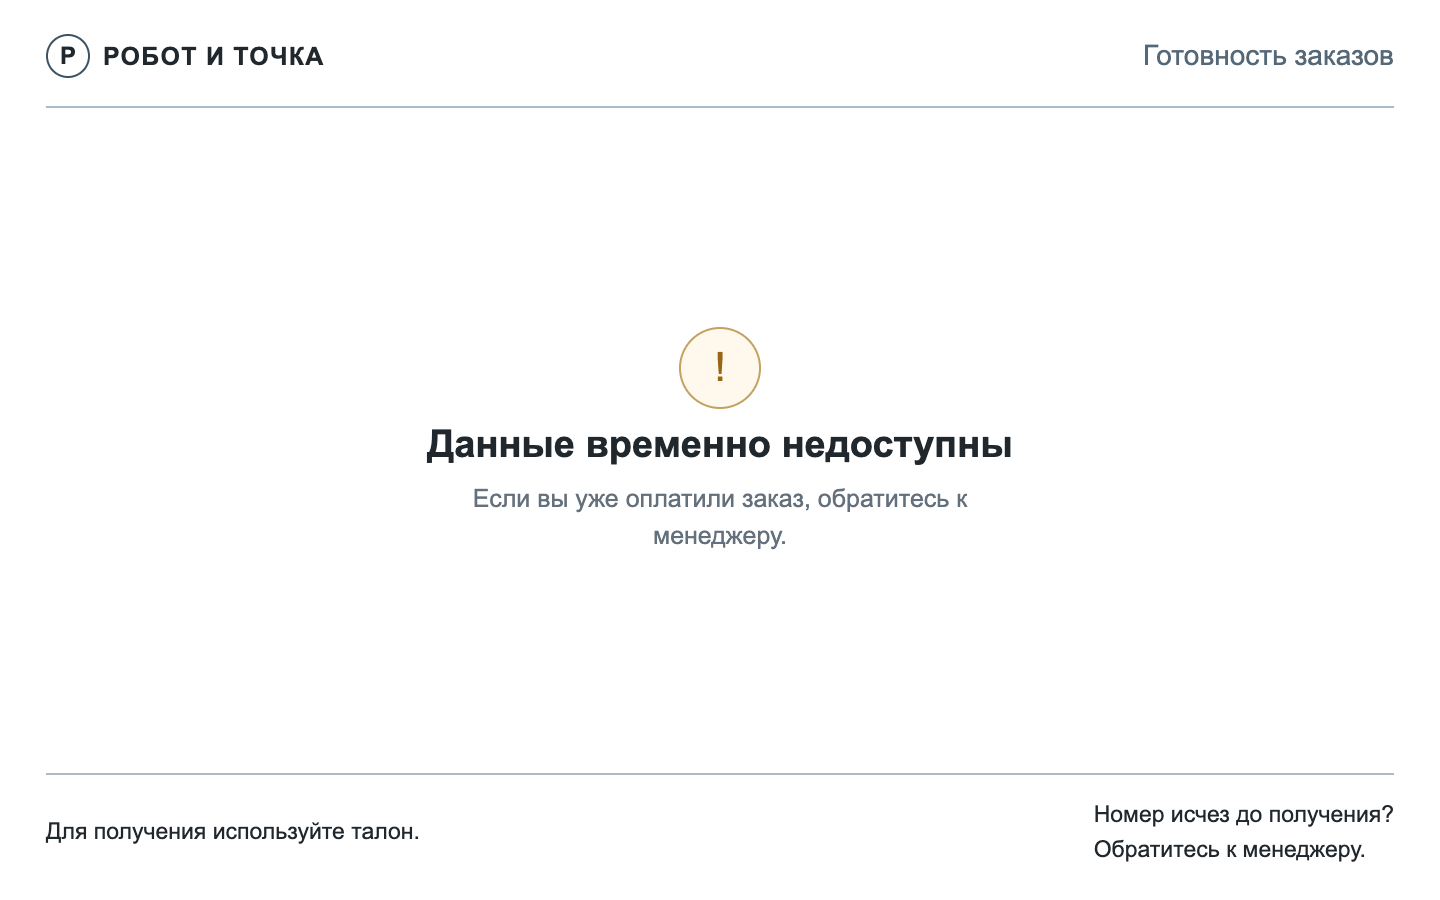 Р РОБОТ И ТОЧКА
Готовность заказов
!
Данные временно недоступны
Если вы уже оплатили заказ, обратитесь к
менеджеру.
Для получения используйте талон.
Номер исчез до получения?
Обратитесь к менеджеру.